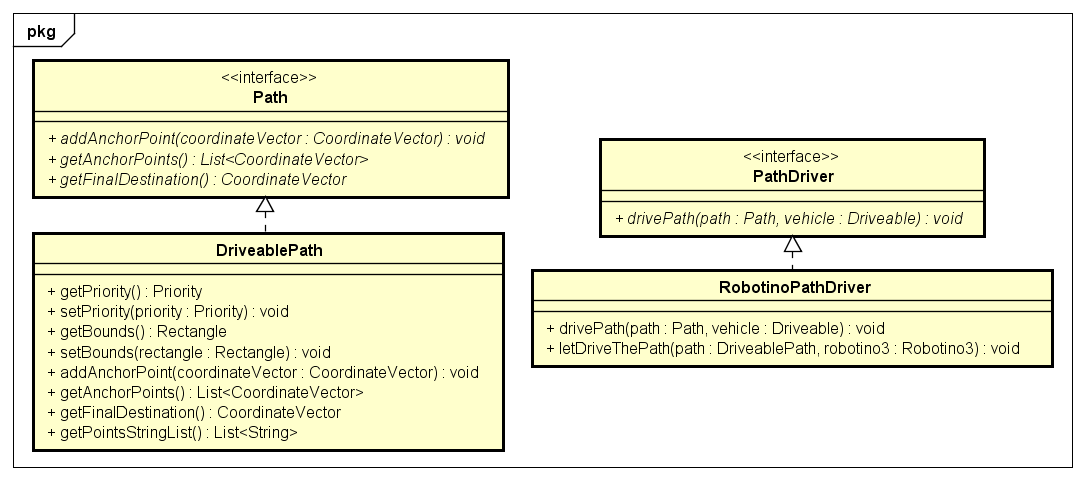 pkg
<<interface>>
Path
+ addAnchorPoint(coordinateVector : CoordinateVector) : void
+ getAnchorPoints() : List<CoordinateVector>
+ getFinalDestination() : CoordinateVector
DriveablePath
+ getPriority() : Priority
+ setPriority(priority : Priority) : void
+ getBounds() : Rectangle
+ setBounds(rectangle : Rectangle) : void
+ addAnchorPoint(coordinateVector : CoordinateVector) : void
+ getAnchorPoints() : List<CoordinateVector>
+ getFinalDestination() : CoordinateVector
+ getPointsStringList() : List<String>
<<interface>>
PathDriver
+ drivePath(path : Path, vehicle : Driveable) : void
RobotinoPathDriver
+ drivePath(path : Path, vehicle : Driveable) : void
+ letDriveThePath(path : DriveablePath, robotino3 : Robotino3) : void